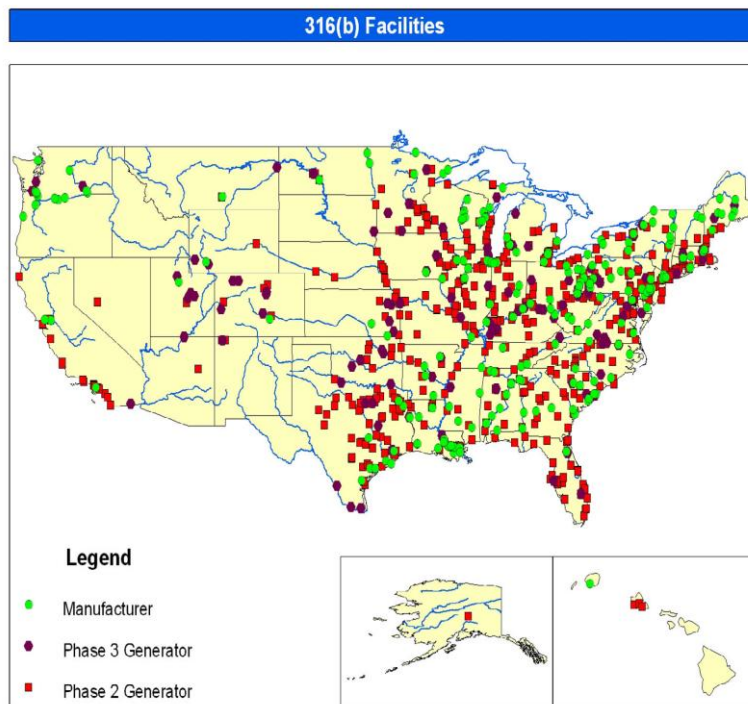 316(b) Facilities
Legend
Manufacturer
Phase 3 Generator
Phase 2 Generator